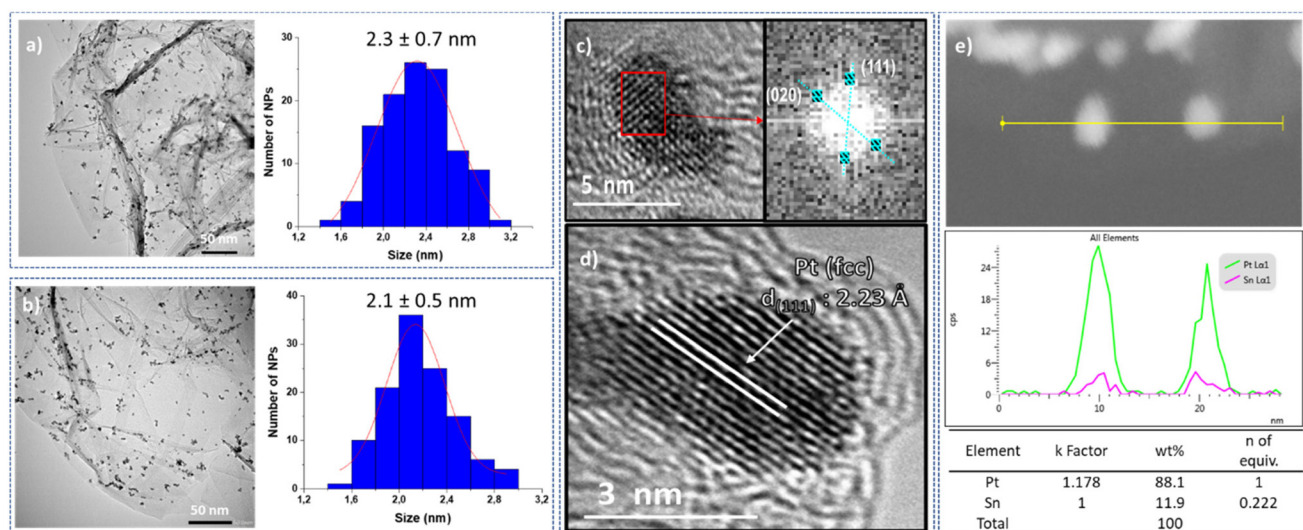 a)
50 nm
2.3 ± 0.7 nm
Number of NPs
30
20
10
0
1,2 1,6 2,0 2,4 2,8 3,2
Size (nm)
b)
50 nm
2.1 ± 0.5 nm
Number of NPs
40
30
20
10
0
1,2 1,6 2,0 2,4 2,8 3,2
Size (nm)
c)
5 nm
(111)
(020)
d)
Pt (fcc)
d(111) : 2.23 Å
3 nm
e)
All Elements
Pt Lα1
Sn Lα1
cps
24
18
12
6
0
0 10 20
nm
Element k Factor wt% n of equiv.
Pt 1.178 88.1 1
Sn 1 11.9 0.222
Total 100